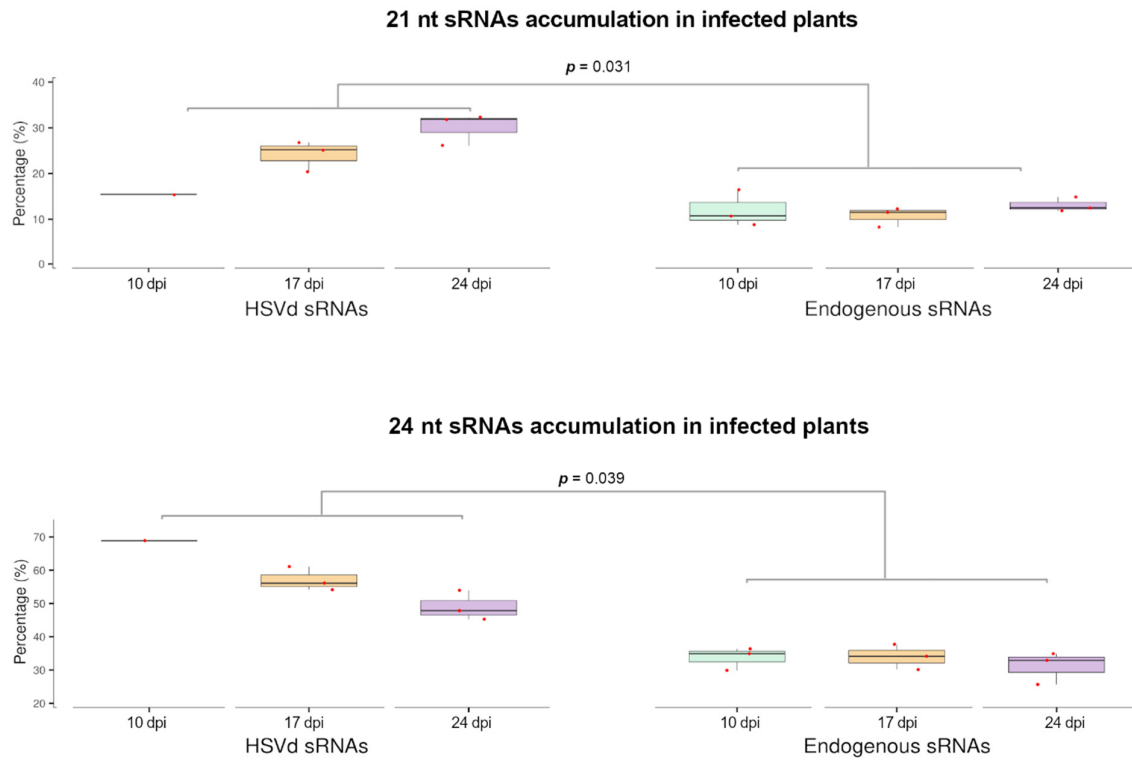 21 nt sRNAs accumulation in infected plants
p = 0.031
Percentage (%)
40
30
20
10
0
10 dpi 17 dpi 24 dpi 10 dpi 17 dpi 24 dpi
HSVd sRNAs Endogenous sRNAs
24 nt sRNAs accumulation in infected plants
p = 0.039
Percentage (%)
70
60
50
40
30
20
10 dpi 17 dpi 24 dpi 10 dpi 17 dpi 24 dpi
HSVd sRNAs Endogenous sRNAs